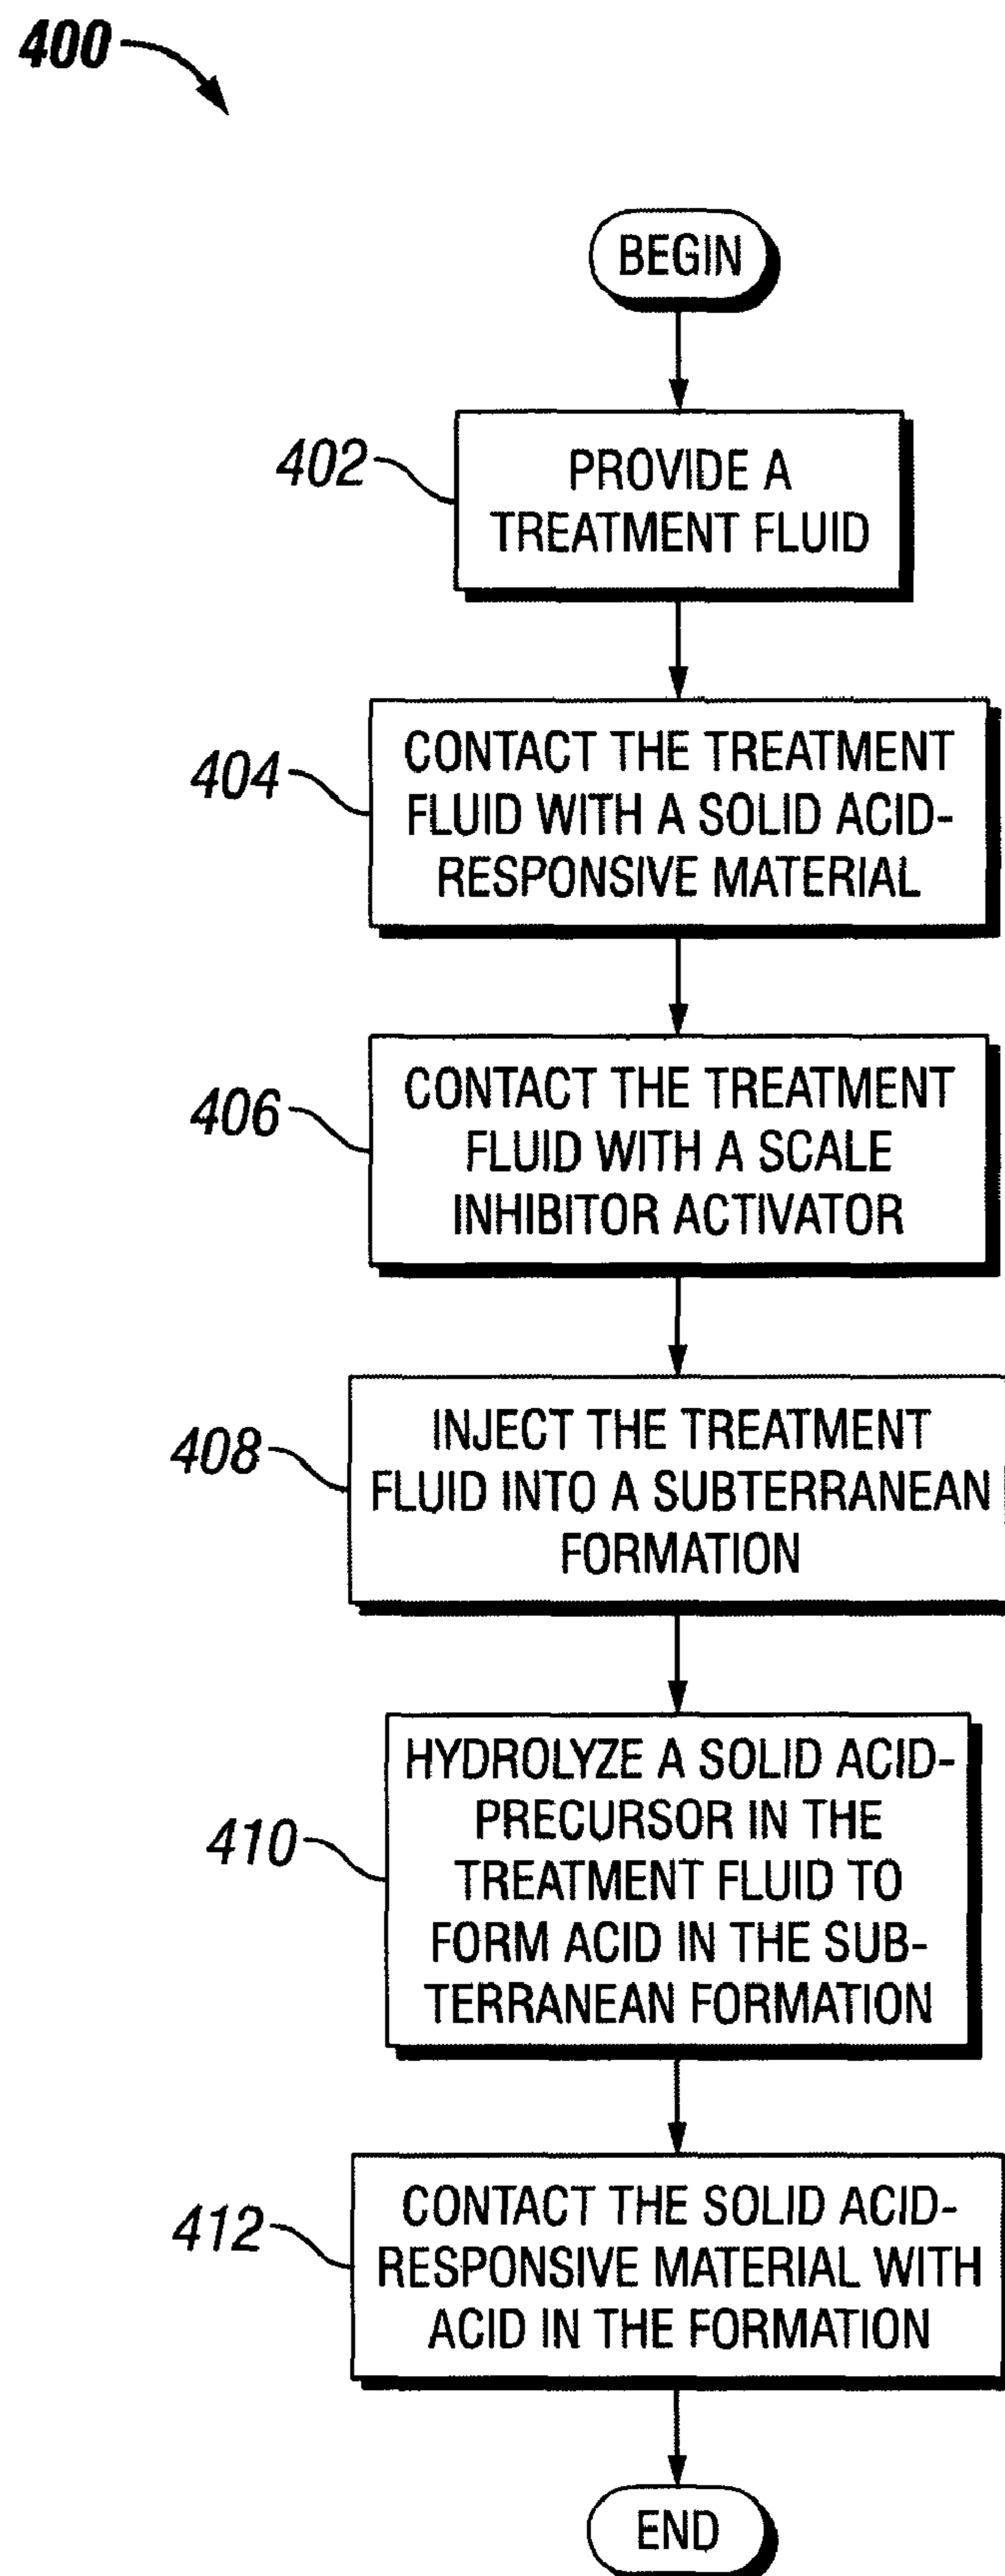 400
BEGIN
402
PROVIDE A
TREATMENT FLUID
404
CONTACT THE TREATMENT
FLUID WITH A SOLID ACID-
RESPONSIVE MATERIAL
406
CONTACT THE TREATMENT
FLUID WITH A SCALE
INHIBITOR ACTIVATOR
408
INJECT THE TREATMENT
FLUID INTO A SUBTERRANEAN
FORMATION
410
HYDROLYZE A SOLID ACID-
PRECURSOR IN THE
TREATMENT FLUID TO
FORM ACID IN THE SUB-
TERRANEAN FORMATION
412
CONTACT THE SOLID ACID-
RESPONSIVE MATERIAL WITH
ACID IN THE FORMATION
END